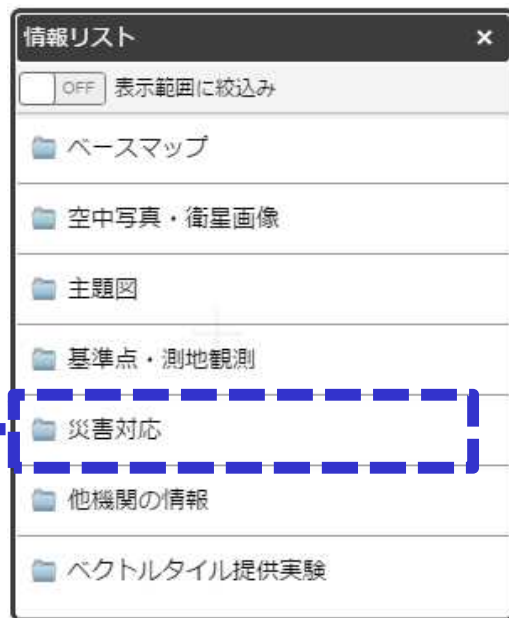 情報リスト ×
OFF 表示範囲に絞込み
ベースマップ
空中写真・衛星画像
主題図
基準点・測地観測
災害対応
他機関の情報
ベクトルタイル提供実験